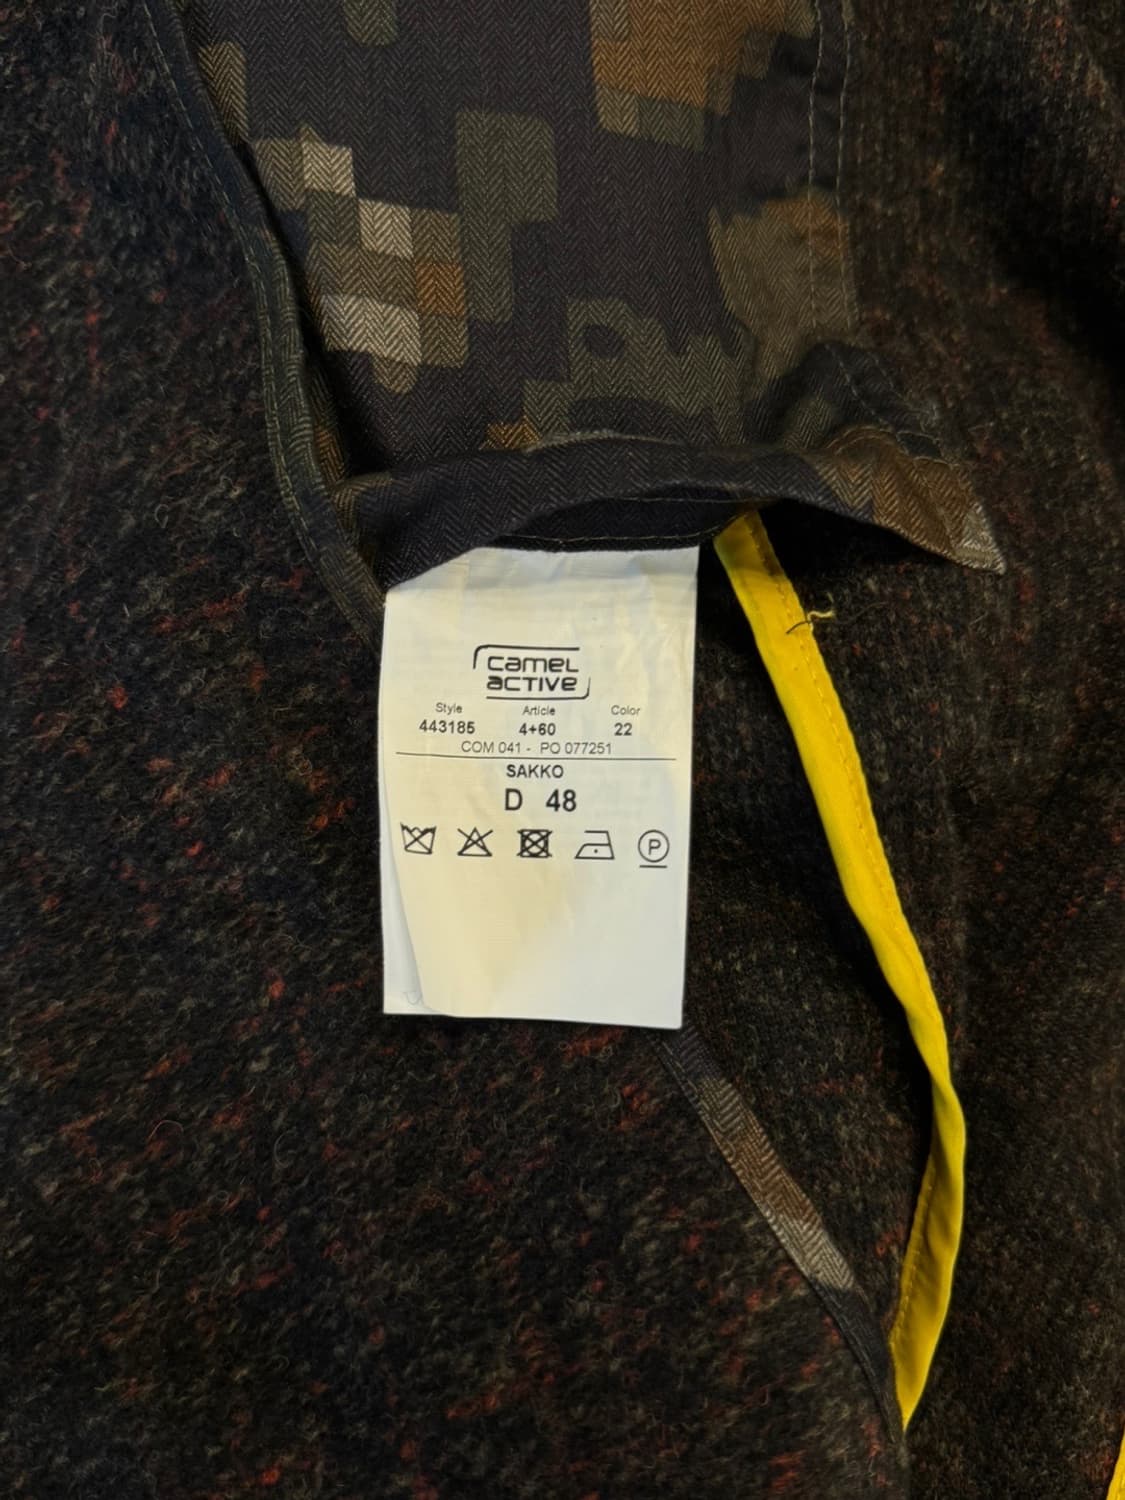 camel
active
Style Article Color
443185 4+60 22
COM 041 - PO 077251
SAKKO
D 48
P